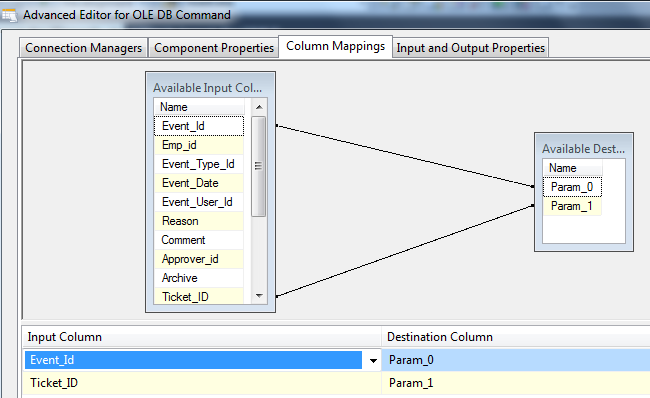 Advanced Editor for OLE DB Command
Connection Managers Component Properties Column Mappings Input and Output Properties
Available Input Col...
Name
Event_Id
Emp_id
Event_Type_Id
Event_Date
Event_User_Id
Reason
Comment
Approver_id
Archive
Ticket_ID
Available Dest...
Name
Param_0
Param_1
Input Column Destination Column
Event_Id Param_0
Ticket_ID Param_1